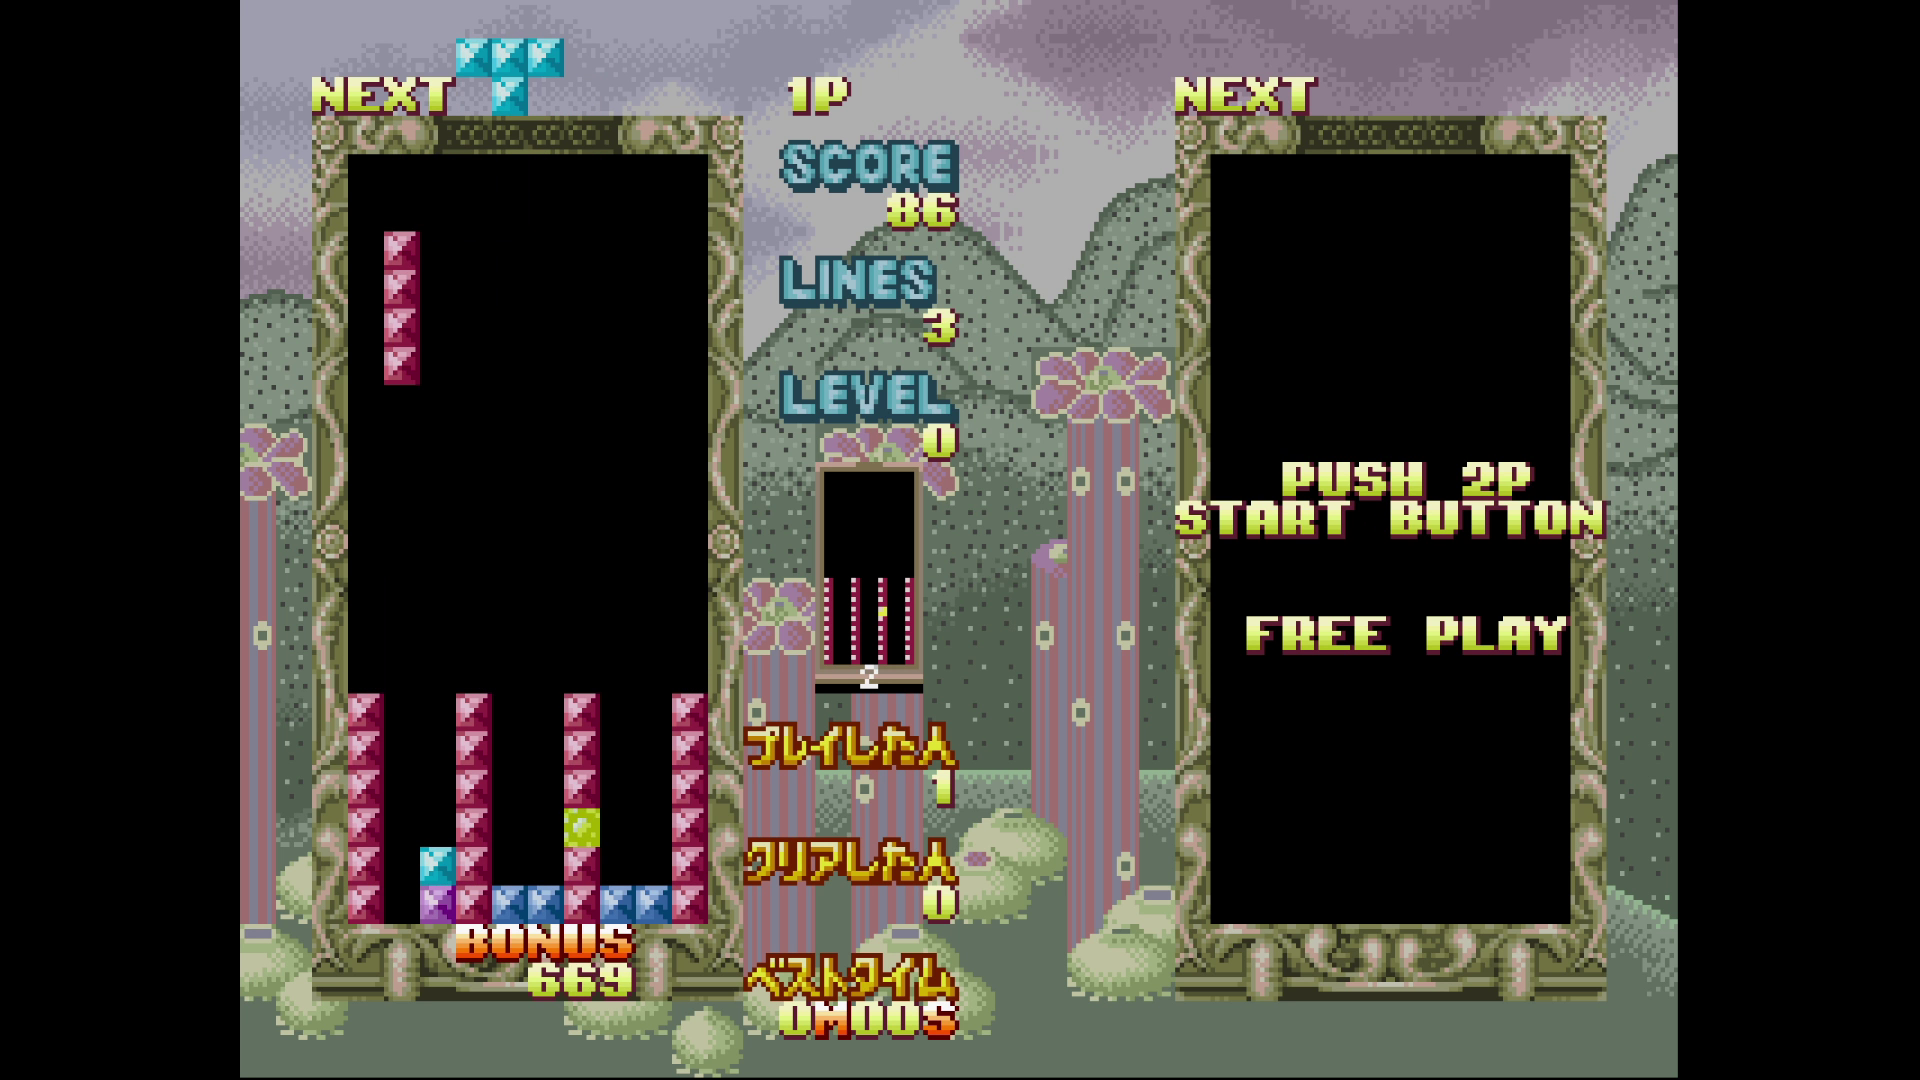 NEXT
1P
NEXT
SCORE
86
LINES
3
LEVEL
0
PUSH 2P
START BUTTON
FREE PLAY
2
プレイした人
1
クリアした人
0
BONUS
669
ベストタイム
0M00S